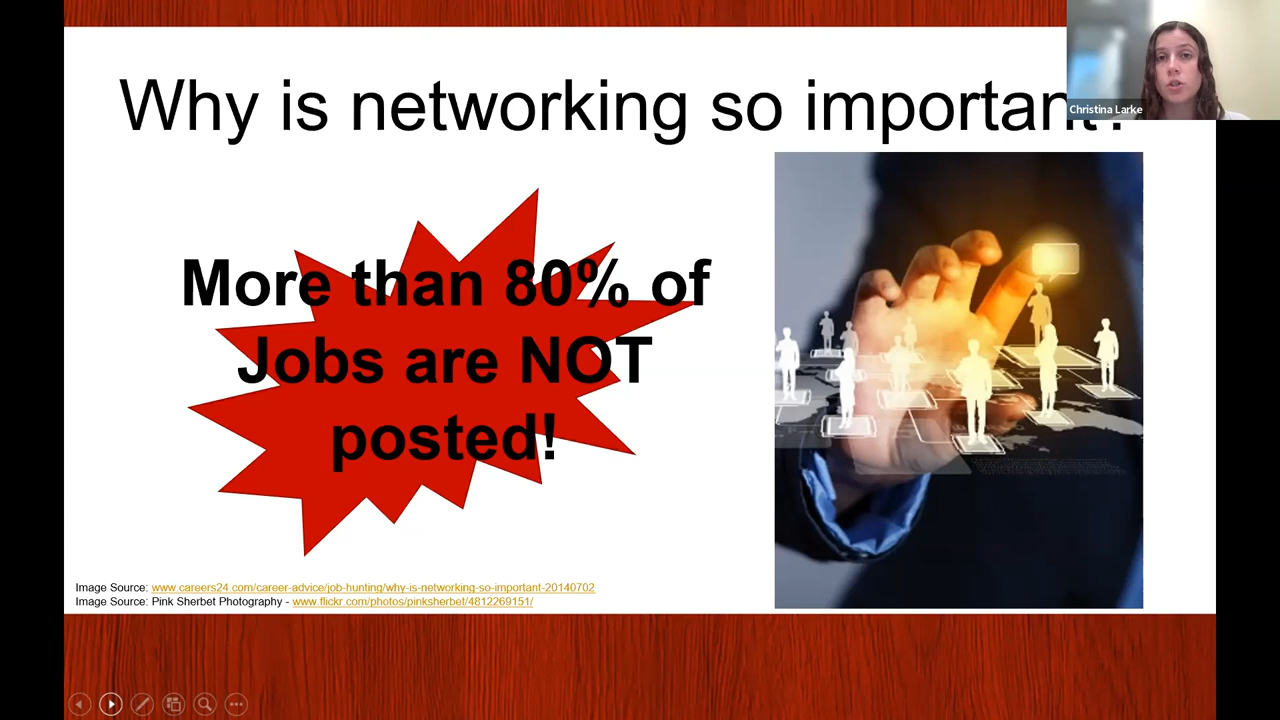 Why is networking so important?
Christina Larke
More than 80% of
Jobs are NOT
posted!
Image Source: www.careers24.com/career-advice/job-hunting/why-is-networking-so-important-20140702
Image Source: Pink Sherbet Photography - www.flickr.com/photos/pinksherbet/4812269151/